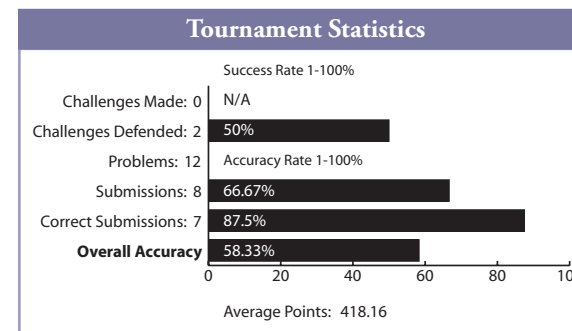 Tournament Statistics
Success Rate 1-100%
Challenges Made: 0 N/A
Challenges Defended: 2 50%
Problems: 12 Accuracy Rate 1-100%
Submissions: 8 66.67%
Correct Submissions: 7 87.5%
Overall Accuracy 58.33%
0 20 40 60 80 10
Average Points: 418.16